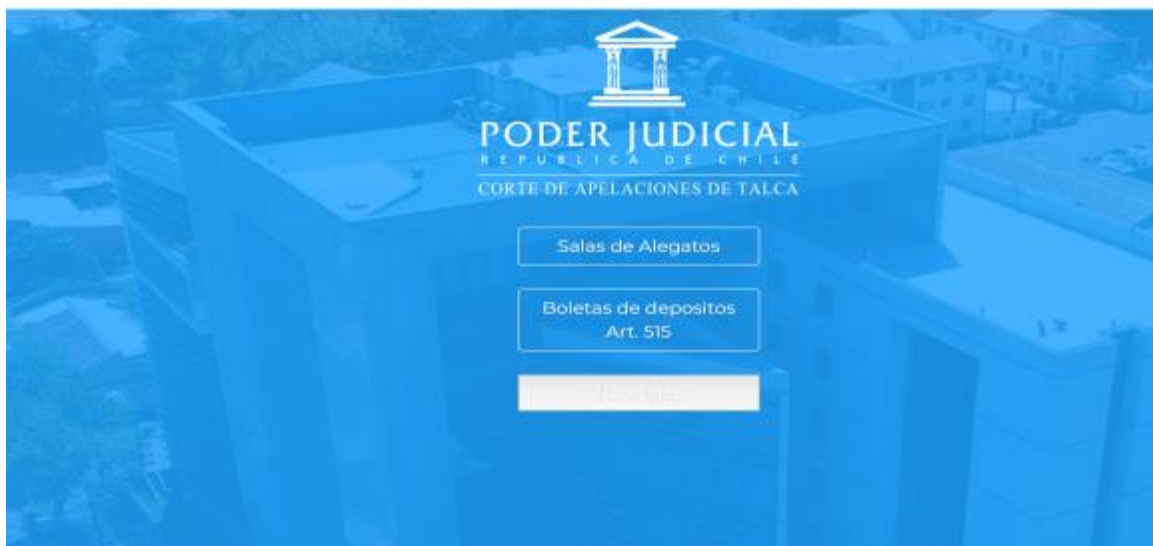 PODER JUDICIAL
REPUBLICA DE CHILE
CORTE DE APELACIONES DE TALCA
Salas de Alegatos
Boletas de depositos
Art. 515